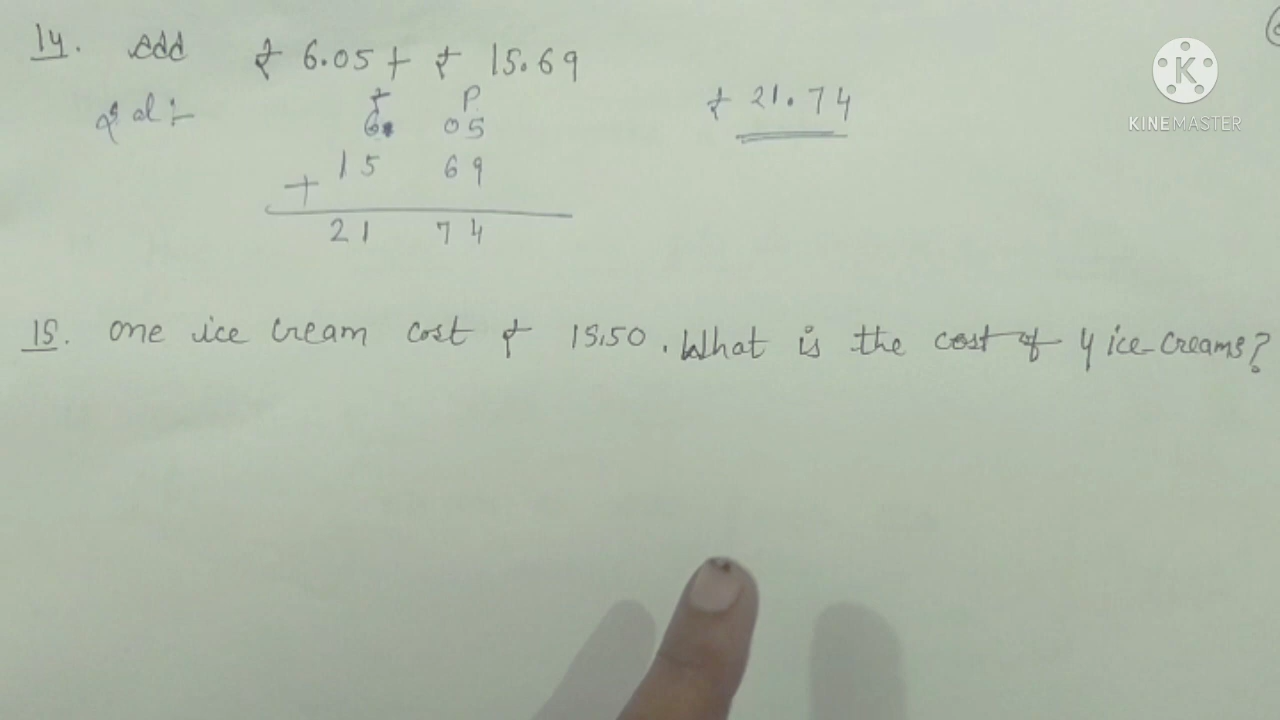 14. Add ₹ 6.05 + ₹ 15.69
Sol:-
₹ P
6. 05
+ 15 69
21 74
₹ 21.74
15. One ice cream cost ₹ 15.50. What is the cost of 4 ice-creams?
KINEMASTER